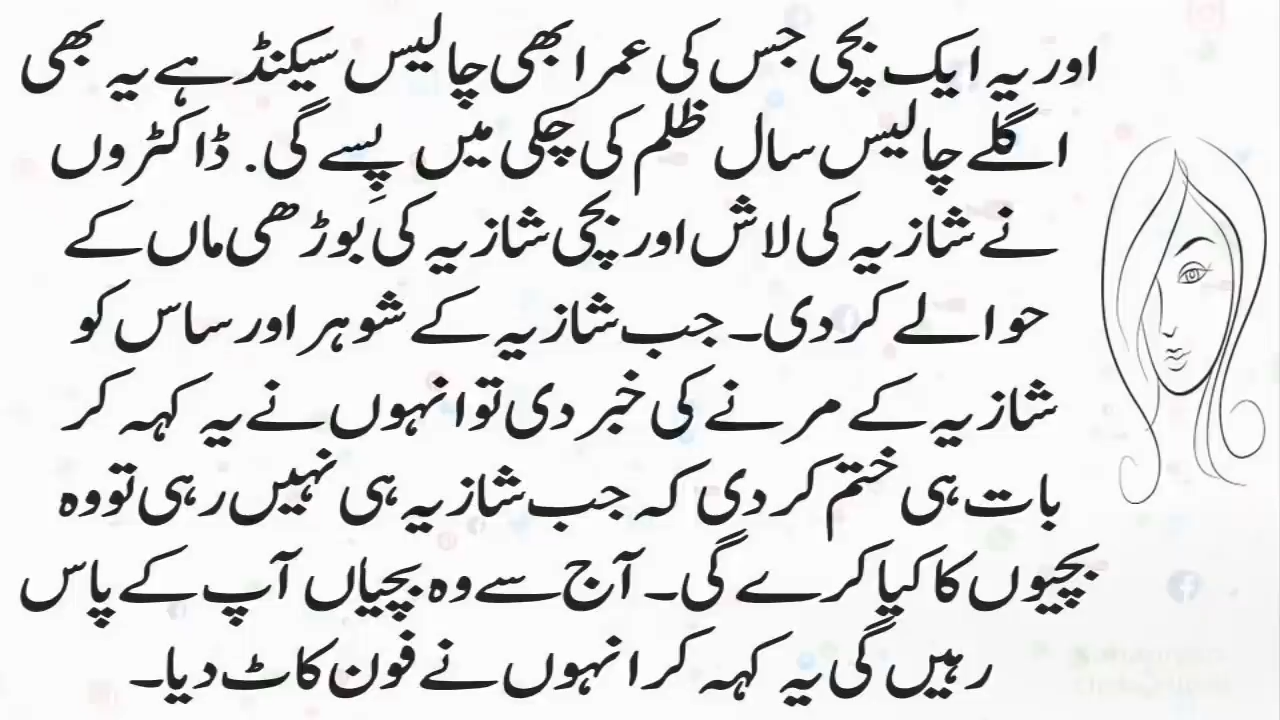 اور یہ ایک بچی جس کی عمر ابھی چالیس سیکنڈ ہے یہ بھی
اگلے چالیس سال ظلم کی چکی میں پِسے گی. ڈاکٹروں
نے شازیہ کی لاش اور بچی شازیہ کی بوڑھی ماں کے
حوالے کر دی۔ جب شازیہ کے شوہر اور ساس کو
شازیہ کے مرنے کی خبر دی تو انہوں نے یہ کہہ کر
بات ہی ختم کر دی کہ جب شازیہ ہی نہیں رہی تو وہ
بچیوں کا کیا کرے گی۔ آج سے وہ بچیاں آپ کے پاس
رہیں گی یہ کہہ کر انہوں نے فون کاٹ دیا۔